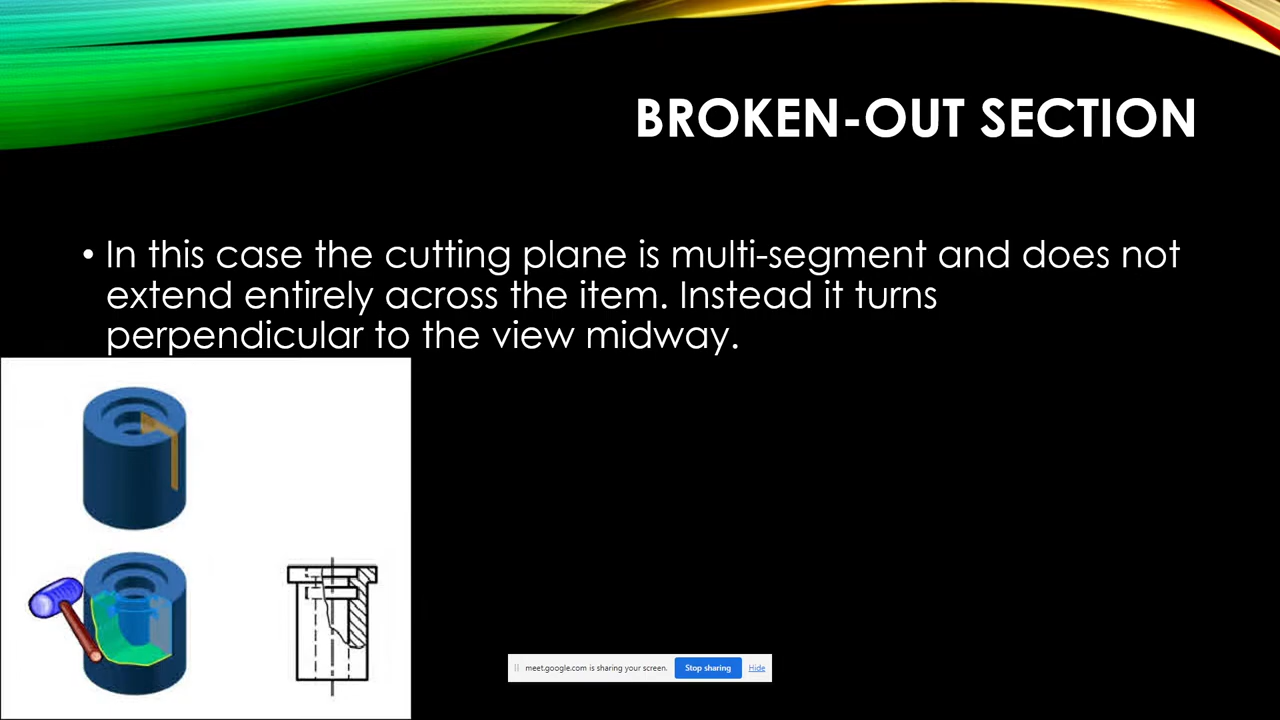 BROKEN-OUT SECTION
• In this case the cutting plane is multi-segment and does not
extend entirely across the item. Instead it turns
perpendicular to the view midway.
meet.google.com is sharing your screen. Stop sharing Hide